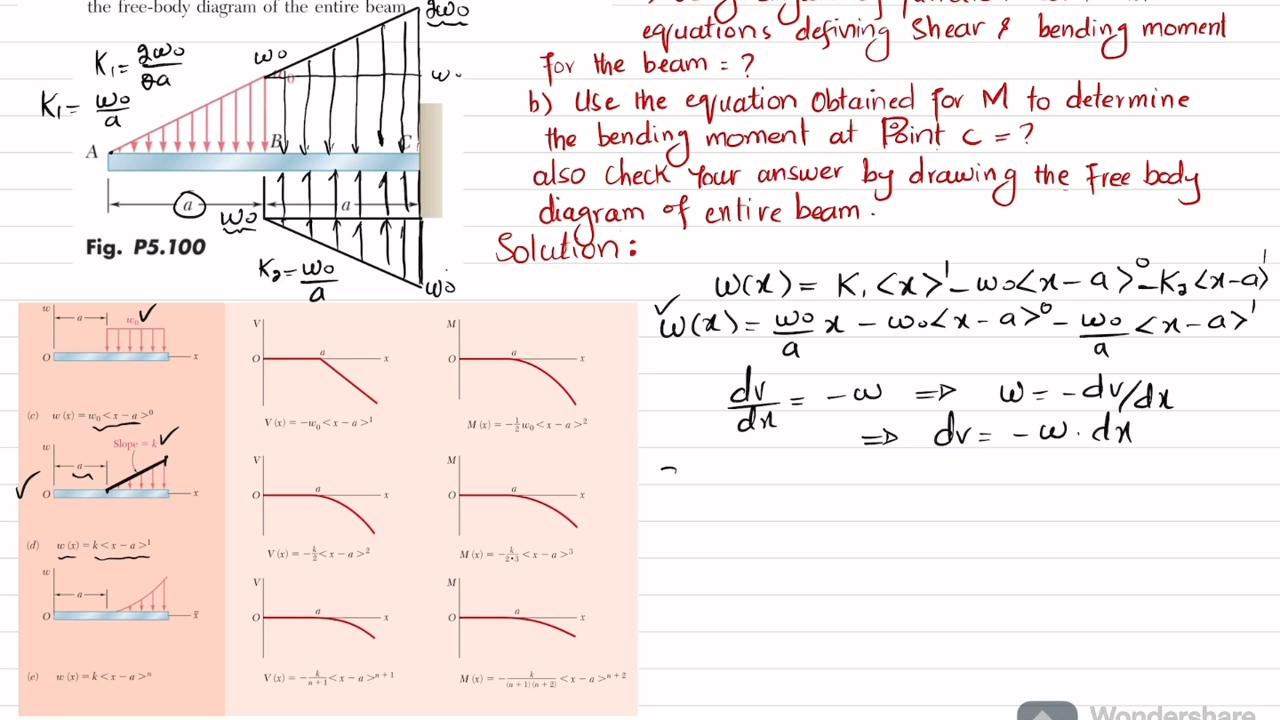 the free-body diagram of the entire beam
2w0
w0
w0
w.
K1 = 2w0/2a
K1 = w0/a
A
B
C
a
a
w0
K2 = w0/a
w0
Fig. P5.100
equations defining Shear & bending moment
for the beam = ?
b) Use the equation Obtained for M to determine
the bending moment at Point C = ?
also Check Your answer by drawing the Free body
diagram of entire beam.
Solution:
w(x) = K1<x>¹ - w0<x-a>⁰ - K2<x-a>¹
✓ w(x) = w0/a x - w0<x-a>⁰ - w0/a <x-a>¹
dv/dx = -w ⇒ w = -dv/dx
⇒ dv = -w. dx
w
a
w0 ✓
O
x
V
a
O
x
M
a
O
x
(c) w (x) = w0 < x − a >⁰
V (x) = −w0 < x − a >¹
M (x) = −½ w0 < x − a >²
w
Slope = k ✓
a
✓ O
x
V
a
O
x
M
a
O
x
(d) w (x) = k < x − a >¹
V (x) = −k/2 < x − a >²
M (x) = −k/2•3 < x − a >³
w
a
O
x
V
a
O
x
M
a
O
x
(e) w (x) = k < x − a >ⁿ
V (x) = −k/n + 1 < x − a >ⁿ⁺¹
M (x) = −k/(n + 1) (n + 2) < x − a >ⁿ⁺²
Wondershare